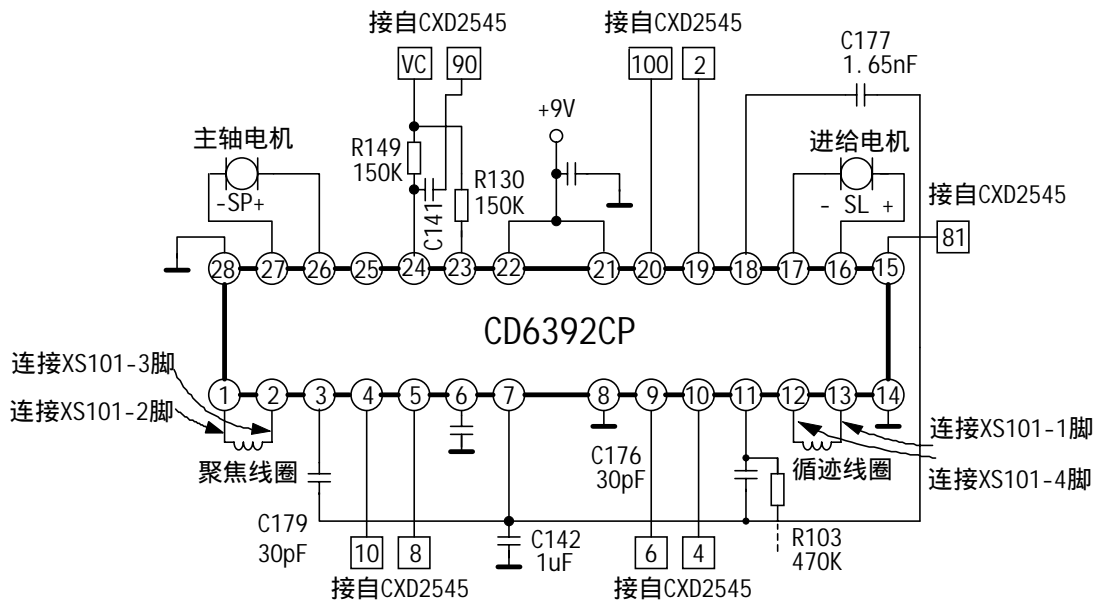 接自CXD2545
接自CXD2545
C177
1.65nF
VC
90
100
2
+9V
主轴电机
R149
150K
C141
R130
150K
进给电机
-SP+
- SL +
接自CXD2545
81
28
27
26
25
24
23
22
21
20
19
18
17
16
15
CD6392CP
连接XS101-3脚
连接XS101-2脚
1
2
3
4
5
6
7
8
9
10
11
12
13
14
连接XS101-1脚
连接XS101-4脚
聚焦线圈
C176
30pF
循迹线圈
C179
30pF
10
8
C142
1uF
6
4
R103
470K
接自CXD2545
接自CXD2545